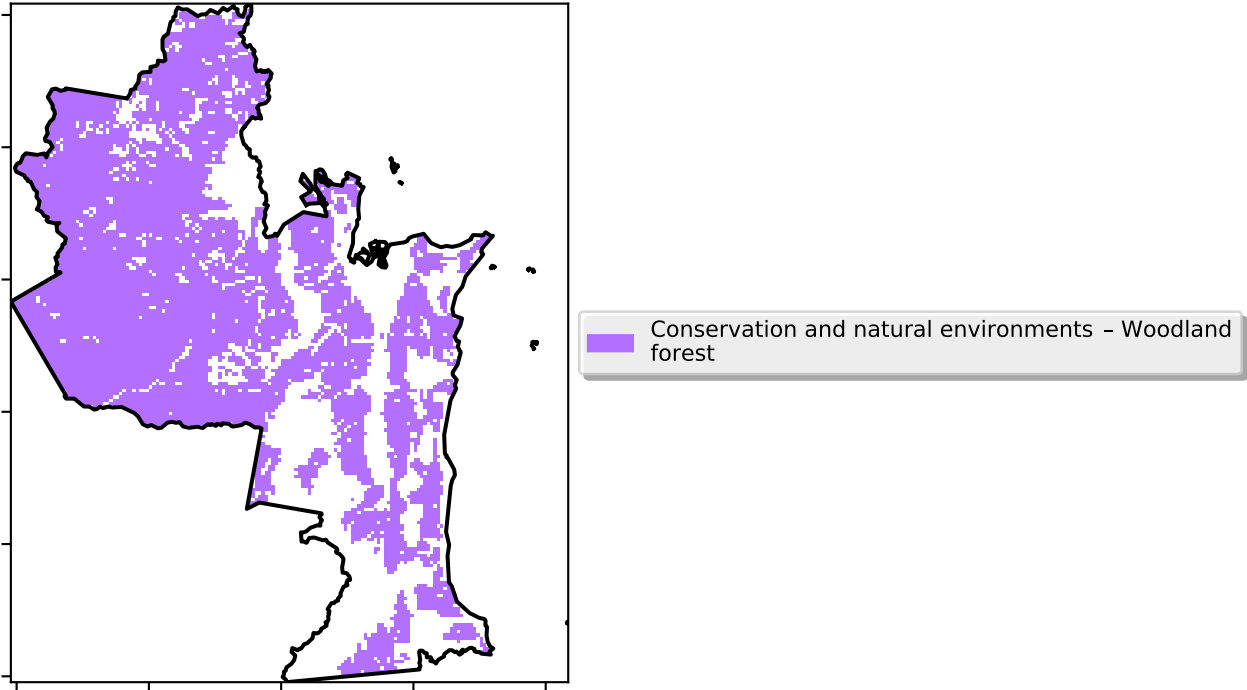 Conservation and natural environments – Woodland
forest